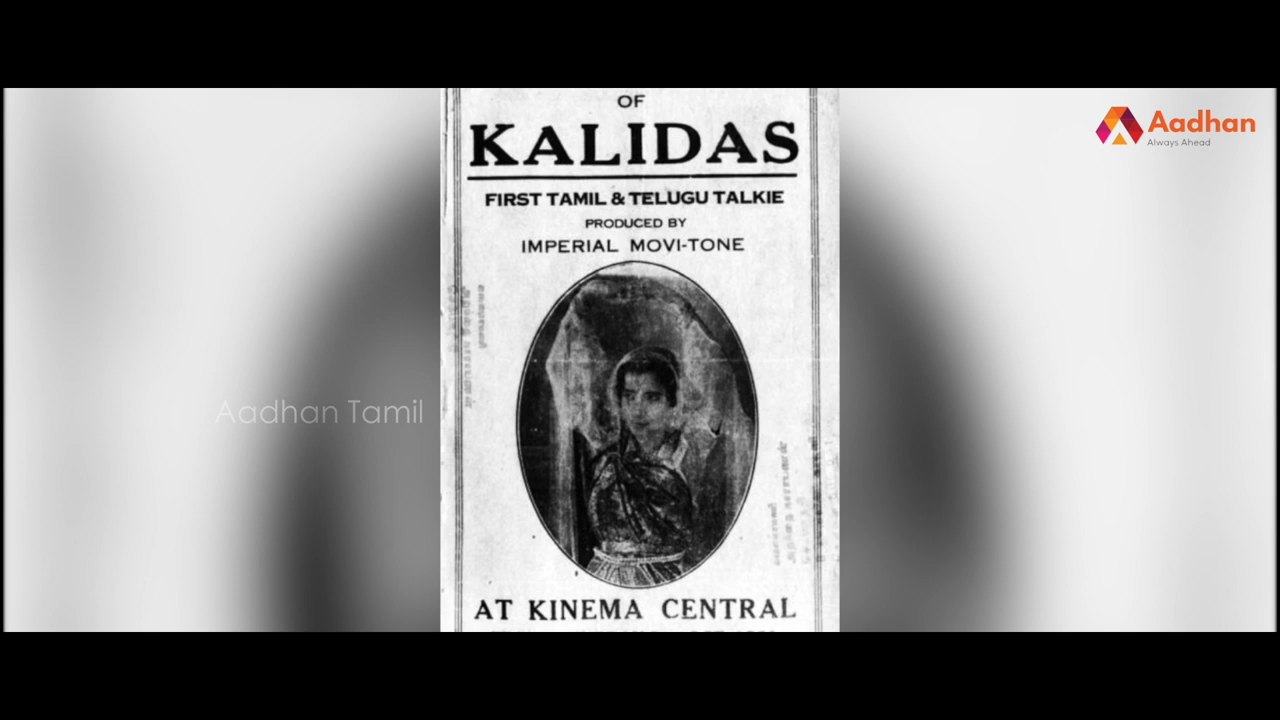 OF
KALIDAS
FIRST TAMIL & TELUGU TALKIE
PRODUCED BY
IMPERIAL MOVI-TONE
AT KINEMA CENTRAL
Aadhan
Always Ahead
Aadhan Tamil